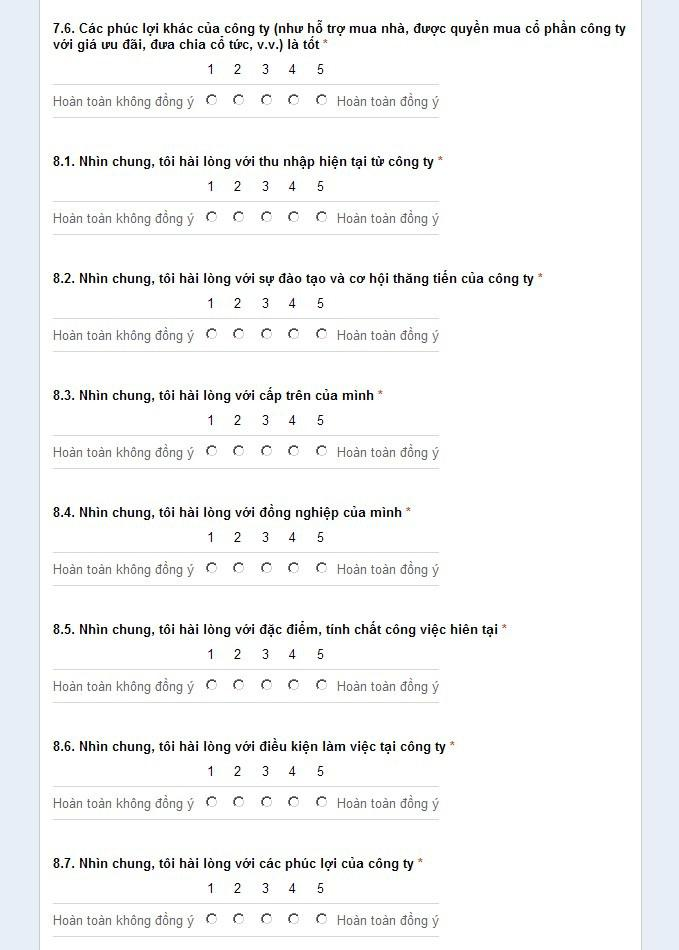 7.6. Các phúc lợi khác của công ty (như hỗ trợ mua nhà, được quyền mua cổ phần công ty
với giá ưu đãi, đưa chia cổ tức, v.v.) là tốt *
1 2 3 4 5
Hoàn toàn không đồng ý Hoàn toàn đồng ý
8.1. Nhìn chung, tôi hài lòng với thu nhập hiện tại từ công ty *
1 2 3 4 5
Hoàn toàn không đồng ý Hoàn toàn đồng ý
8.2. Nhìn chung, tôi hài lòng với sự đào tạo và cơ hội thăng tiến của công ty *
1 2 3 4 5
Hoàn toàn không đồng ý Hoàn toàn đồng ý
8.3. Nhìn chung, tôi hài lòng với cấp trên của mình *
1 2 3 4 5
Hoàn toàn không đồng ý Hoàn toàn đồng ý
8.4. Nhìn chung, tôi hài lòng với đồng nghiệp của mình *
1 2 3 4 5
Hoàn toàn không đồng ý Hoàn toàn đồng ý
8.5. Nhìn chung, tôi hài lòng với đặc điểm, tính chất công việc hiên tại *
1 2 3 4 5
Hoàn toàn không đồng ý Hoàn toàn đồng ý
8.6. Nhìn chung, tôi hài lòng với điều kiện làm việc tại công ty *
1 2 3 4 5
Hoàn toàn không đồng ý Hoàn toàn đồng ý
8.7. Nhìn chung, tôi hài lòng với các phúc lợi của công ty *
1 2 3 4 5
Hoàn toàn không đồng ý Hoàn toàn đồng ý